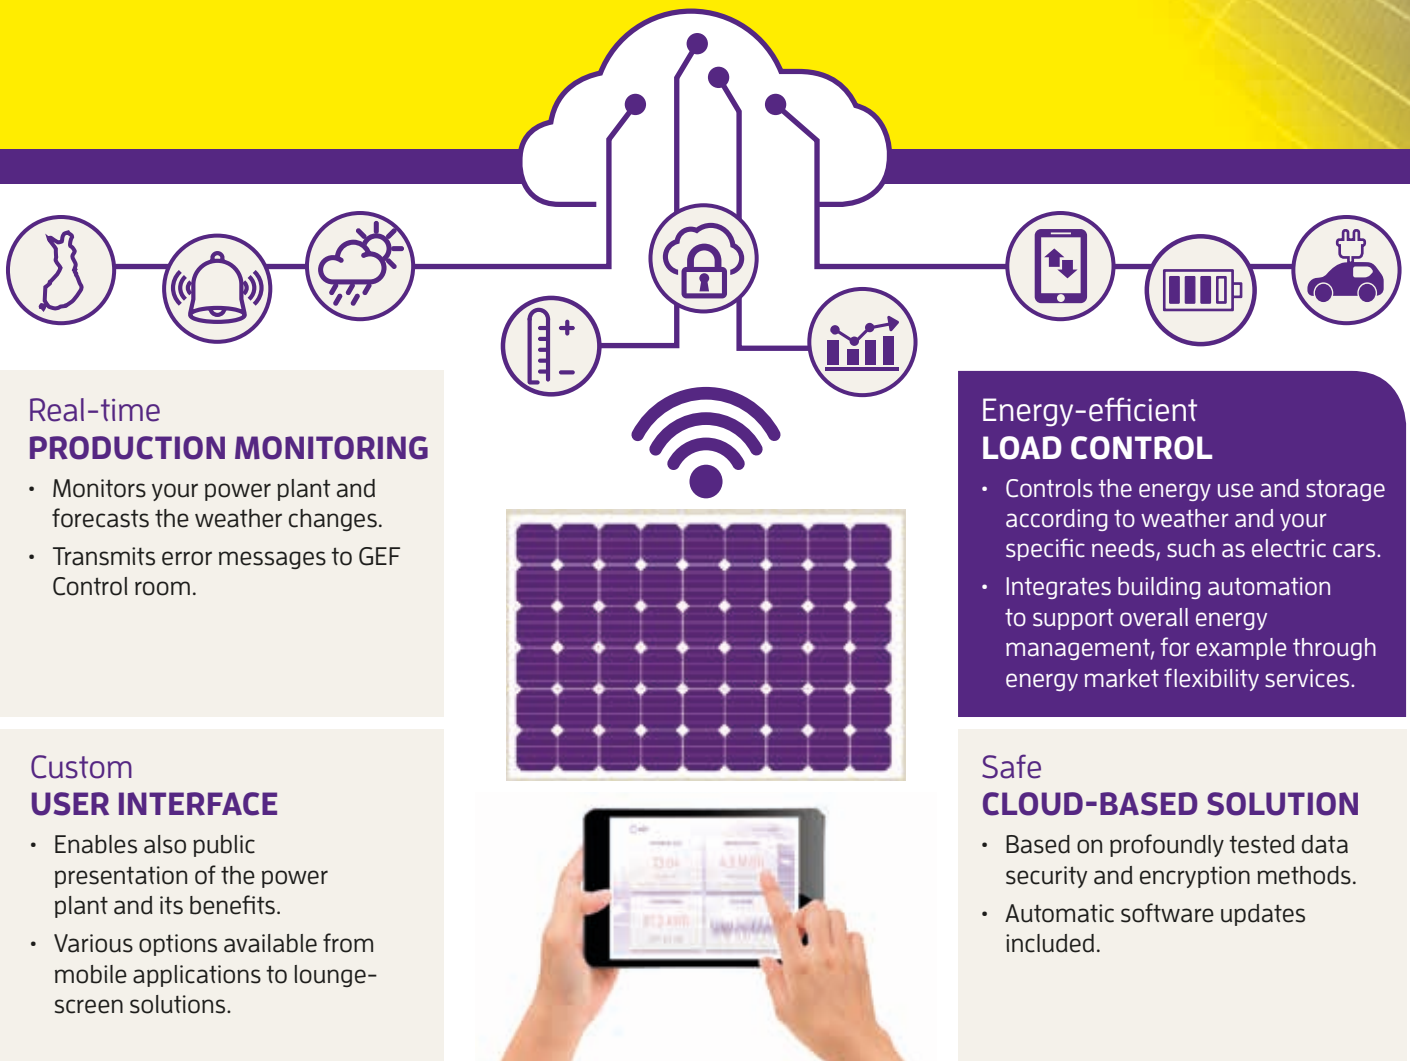 Real-time
PRODUCTION MONITORING
• Monitors your power plant and
forecasts the weather changes.
• Transmits error messages to GEF
Control room.
Energy-efficient
LOAD CONTROL
• Controls the energy use and storage
according to weather and your
specific needs, such as electric cars.
• Integrates building automation
to support overall energy
management, for example through
energy market flexibility services.
Custom
USER INTERFACE
• Enables also public
presentation of the power
plant and its benefits.
• Various options available from
mobile applications to lounge-
screen solutions.
Safe
CLOUD-BASED SOLUTION
• Based on profoundly tested data
security and encryption methods.
• Automatic software updates
included.